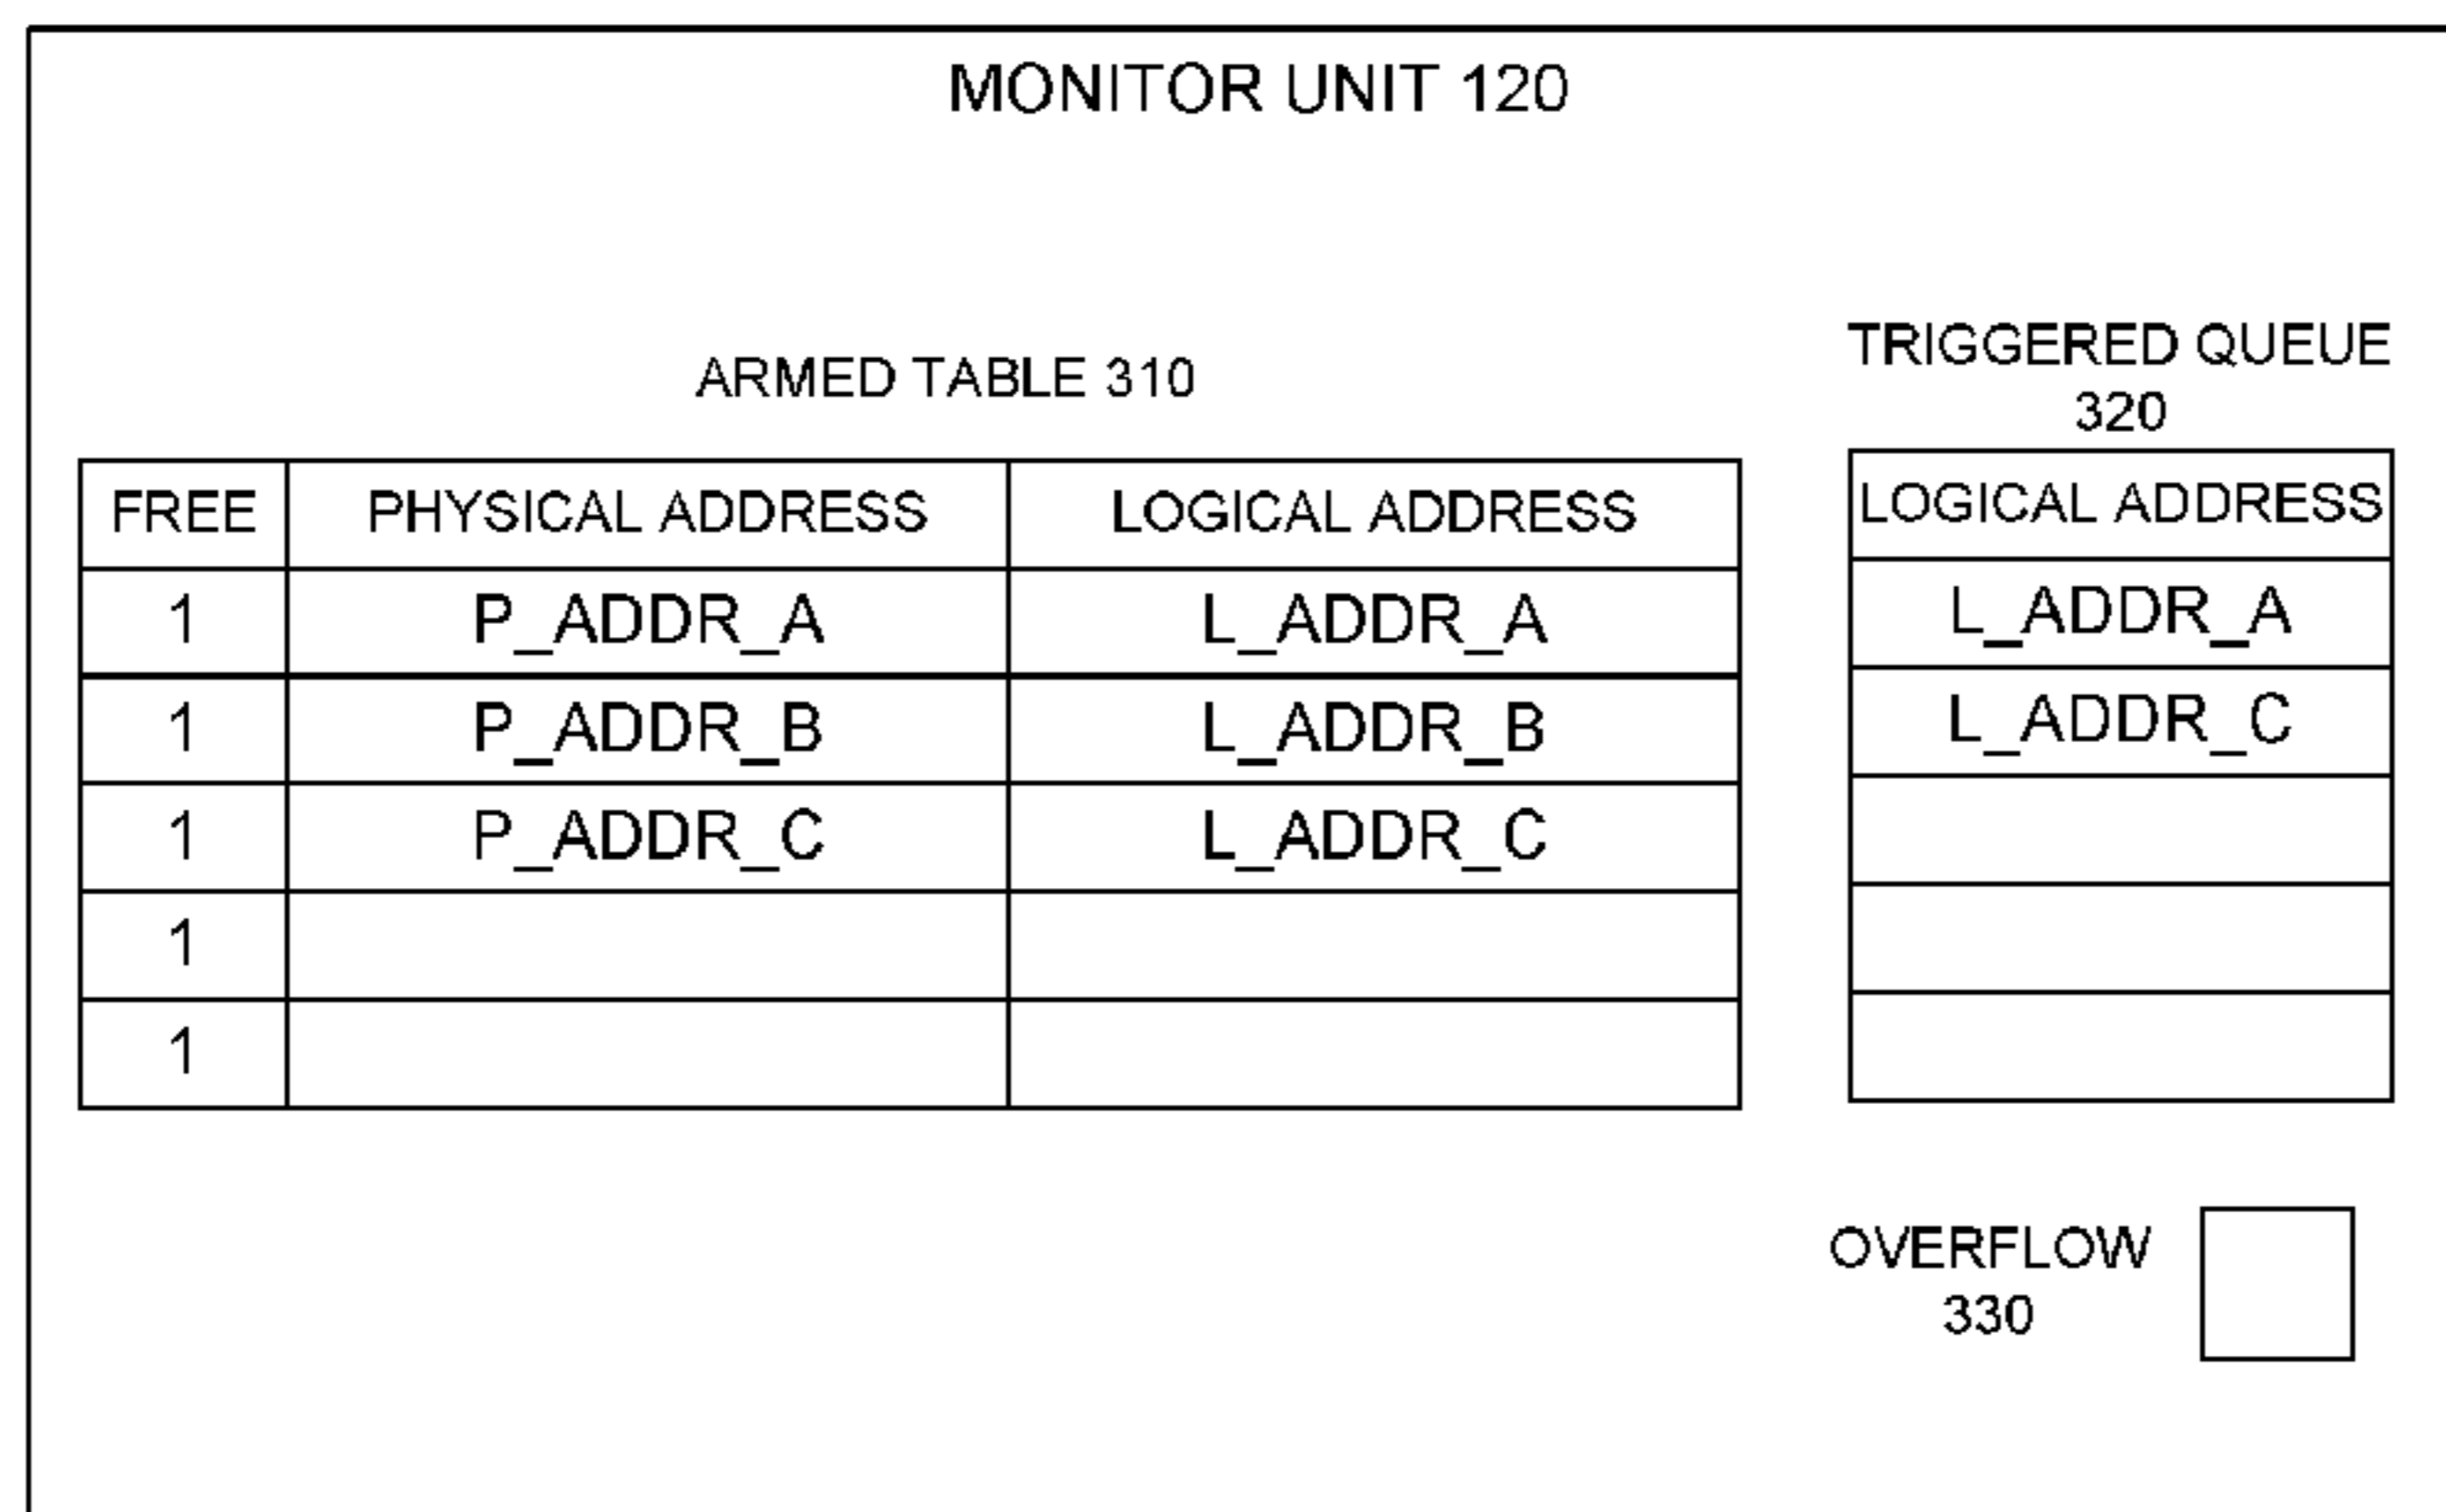 MONITOR UNIT 120
ARMED TABLE 310
FREE PHYSICAL ADDRESS LOGICAL ADDRESS
1 P_ADDR_A L_ADDR_A
1 P_ADDR_B L_ADDR_B
1 P_ADDR_C L_ADDR_C
1
1
TRIGGERED QUEUE
320
LOGICAL ADDRESS
L_ADDR_A
L_ADDR_C
OVERFLOW
330